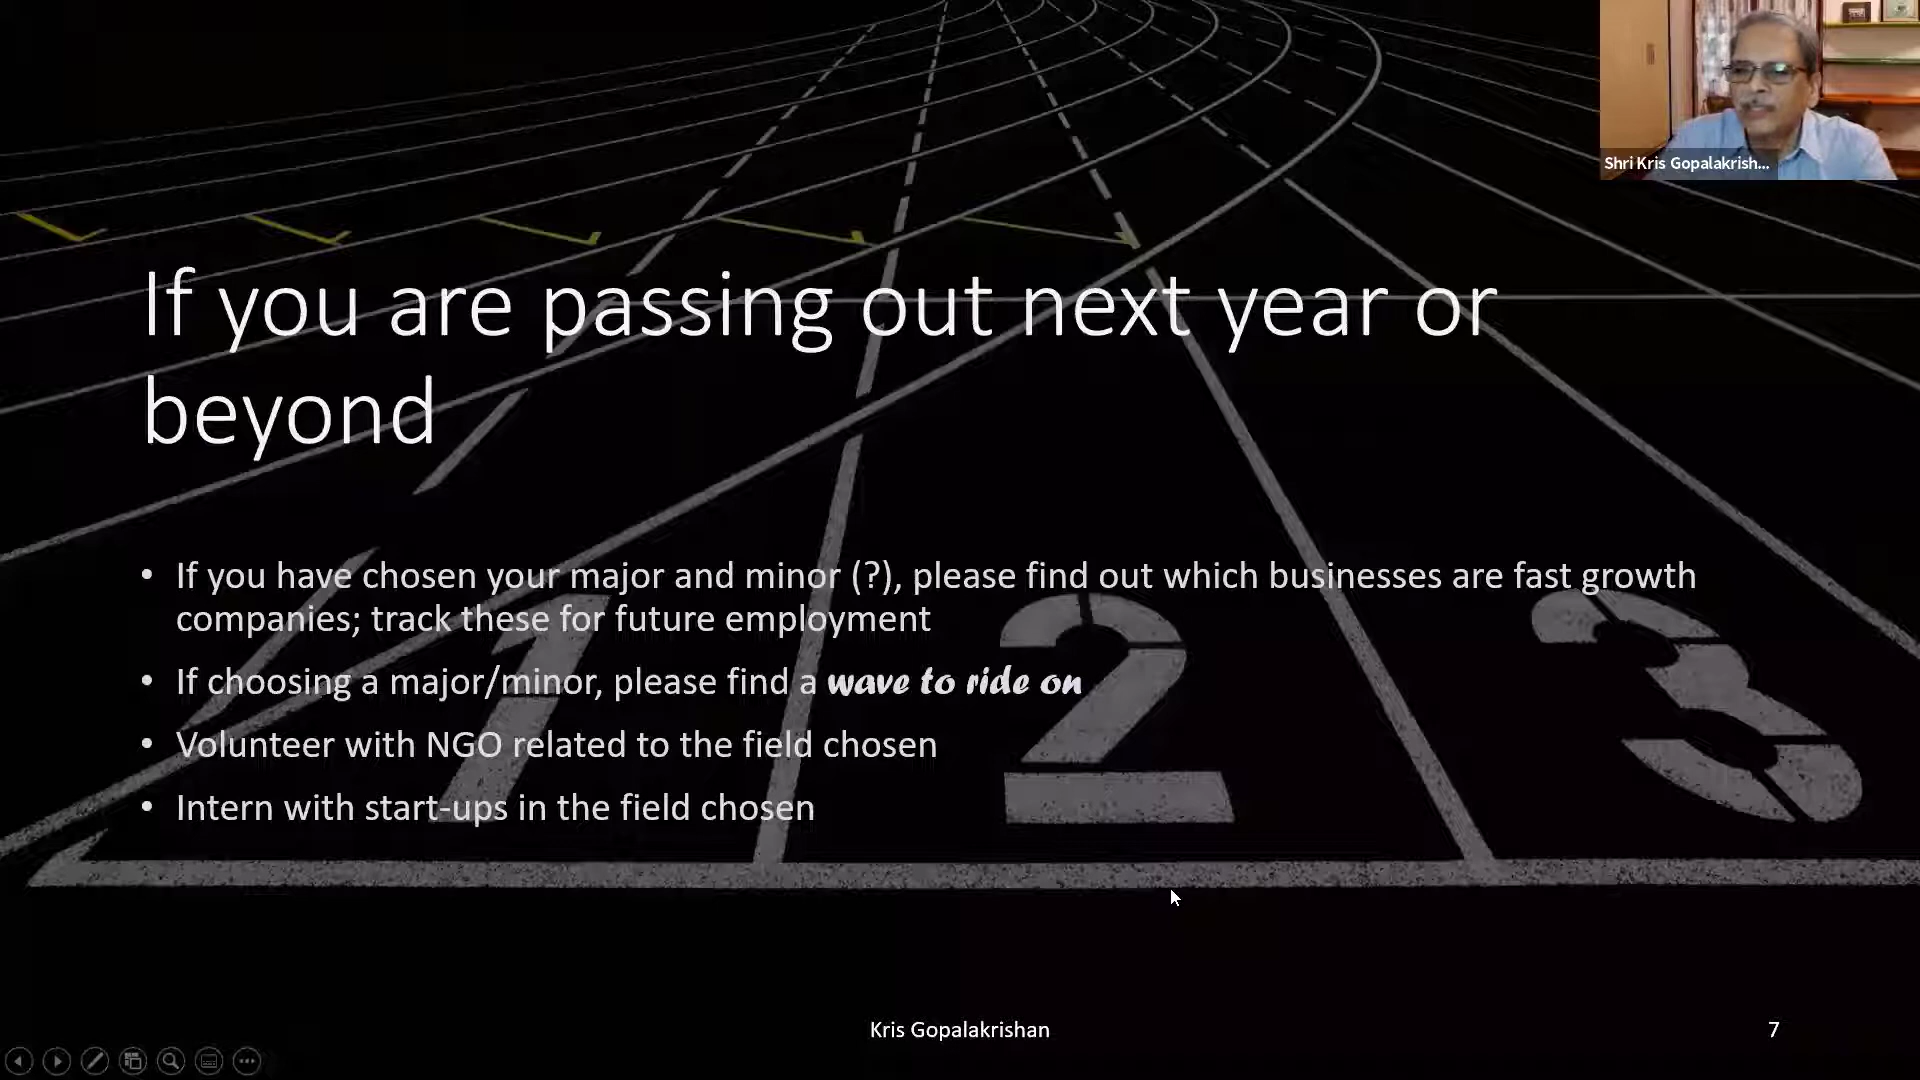 Shri Kris Gopalakrish...
If you are passing out next year or
beyond
• If you have chosen your major and minor (?), please find out which businesses are fast growth
companies; track these for future employment
• If choosing a major/minor, please find a wave to ride on
• Volunteer with NGO related to the field chosen
• Intern with start-ups in the field chosen
1 2 3
Kris Gopalakrishan
7